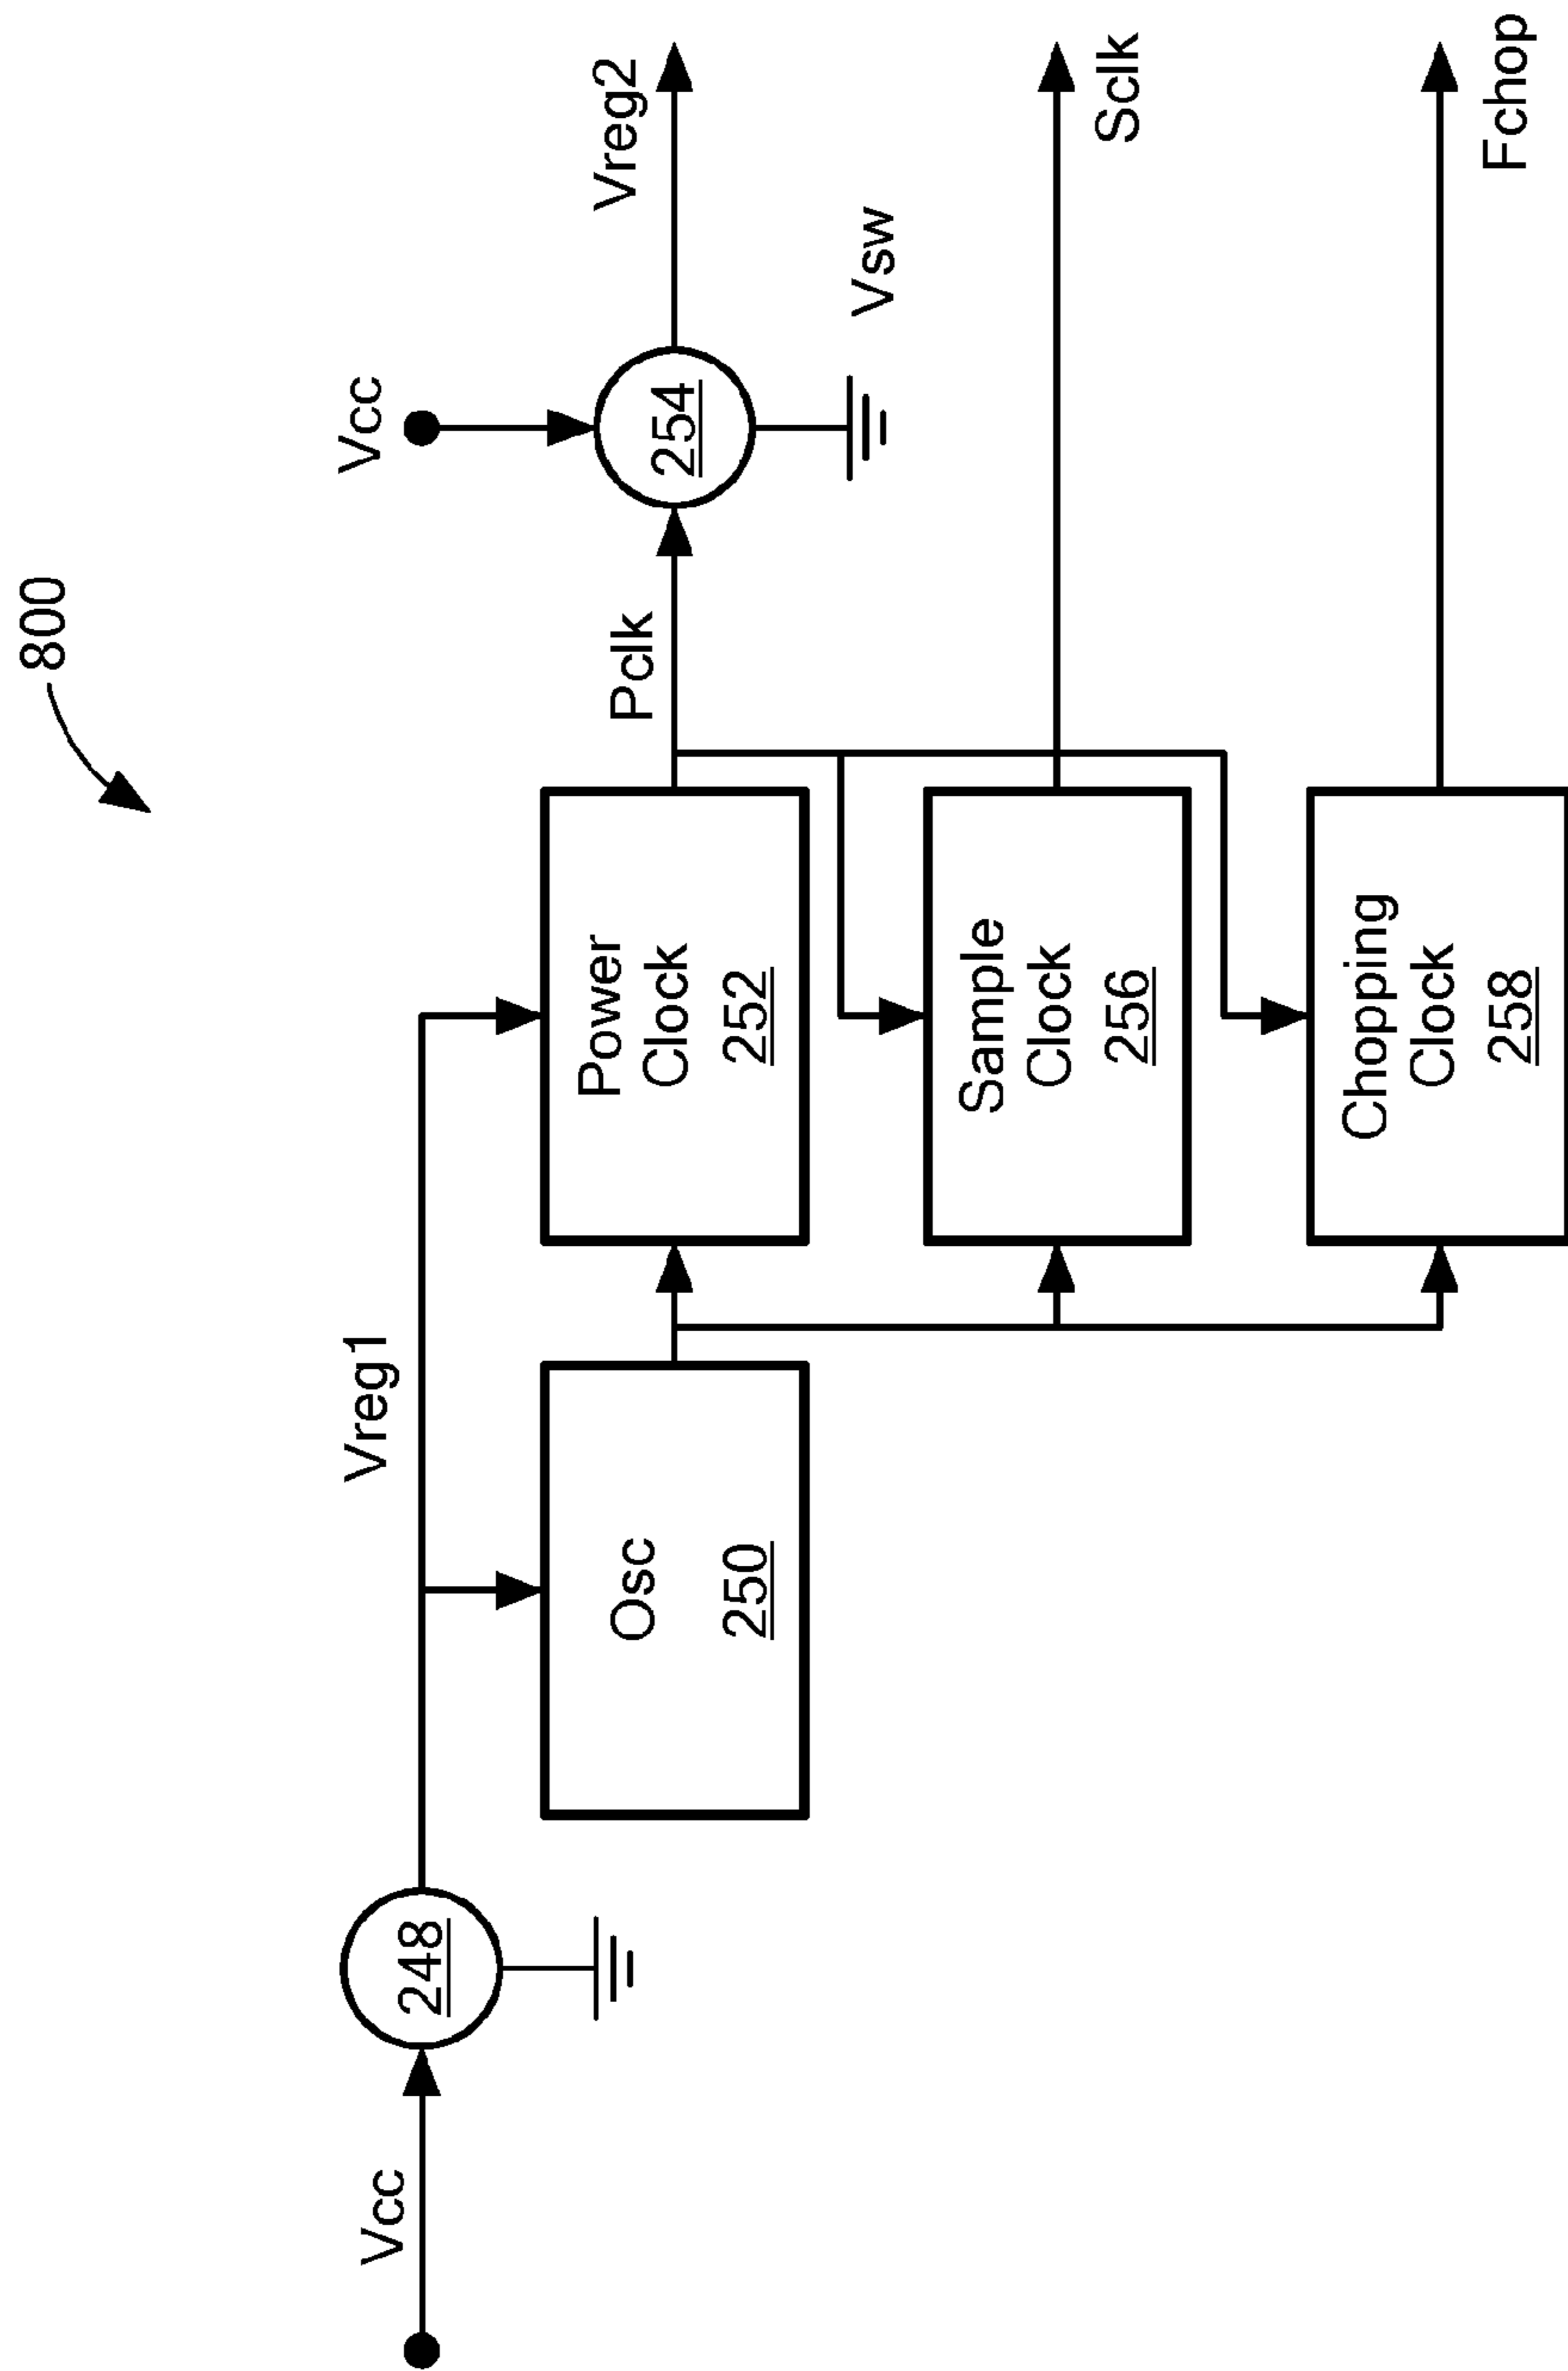 800
Vcc
248
Vreg1
Osc
250
Power
Clock
252
Pclk
Vcc
254
Vreg2
Vsw
Sample
Clock
256
Sclk
Chopping
Clock
258
Fchop